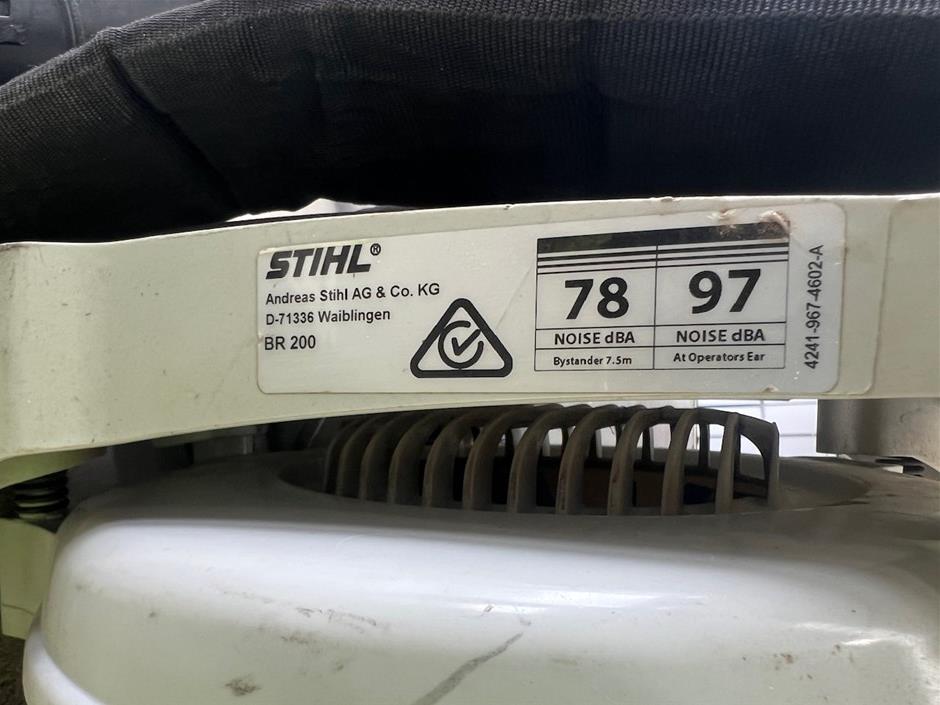 STIHL®
Andreas Stihl AG & Co. KG
D-71336 Waiblingen
BR 200
78
NOISE dBA
Bystander 7.5m
97
NOISE dBA
At Operators Ear
4241-967-4602-A